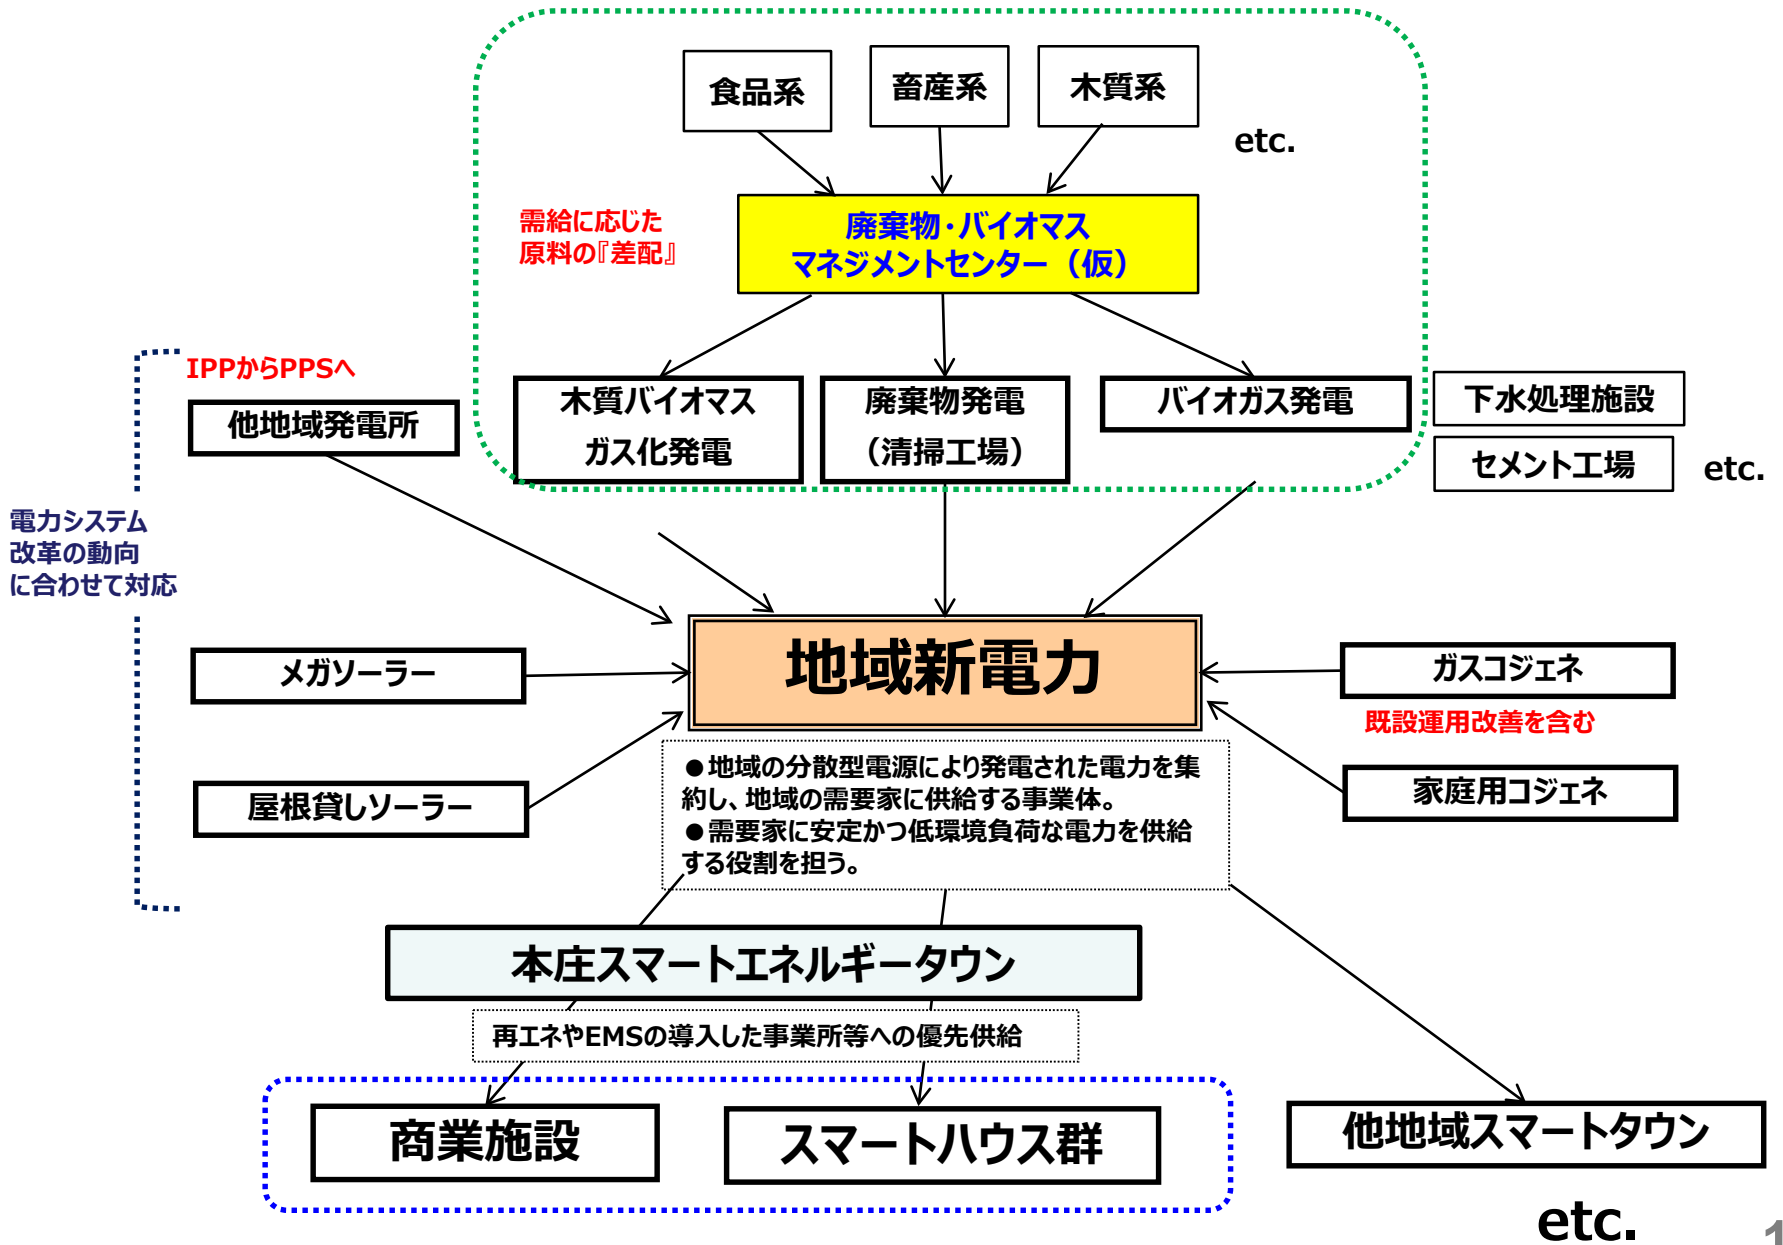 食品系
畜産系
木質系
etc.
需給に応じた
原料の『差配』
廃棄物・バイオマス
マネジメントセンター（仮）
IPPからPPSへ
他地域発電所
木質バイオマス
ガス化発電
廃棄物発電
（清掃工場）
バイオガス発電
下水処理施設
セメント工場
etc.
電力システム
改革の動向
に合わせて対応
地域新電力
メガソーラー
屋根貸しソーラー
ガスコジェネ
既設運用改善を含む
家庭用コジェネ
●地域の分散型電源により発電された電力を集
約し、地域の需要家に供給する事業体。
●需要家に安定かつ低環境負荷な電力を供給
する役割を担う。
本庄スマートエネルギータウン
再エネやEMSの導入した事業所等への優先供給
商業施設
スマートハウス群
他地域スマートタウン
etc.
1